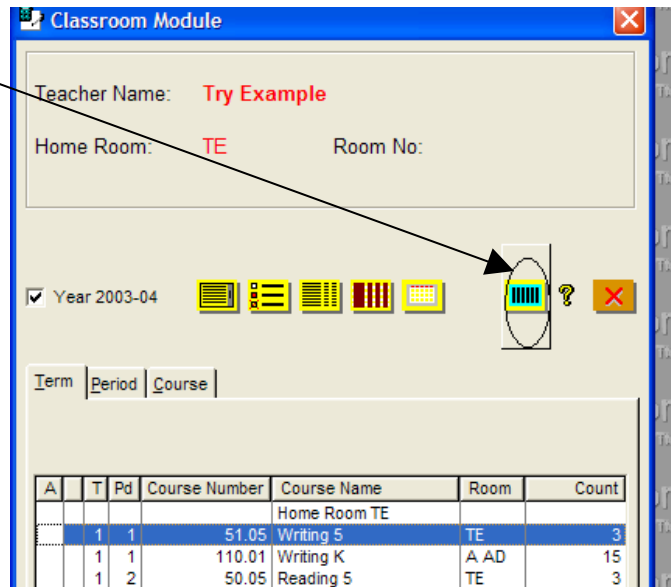 Classroom Module
Teacher Name: Try Example
Home Room: TE Room No:
Year 2003-04
?
Term Period Course
A T Pd Course Number Course Name Room Count
Home Room TE
1 1 51.05 Writing 5 TE 3
1 1 110.01 Writing K A AD 15
1 2 50.05 Reading 5 TE 3